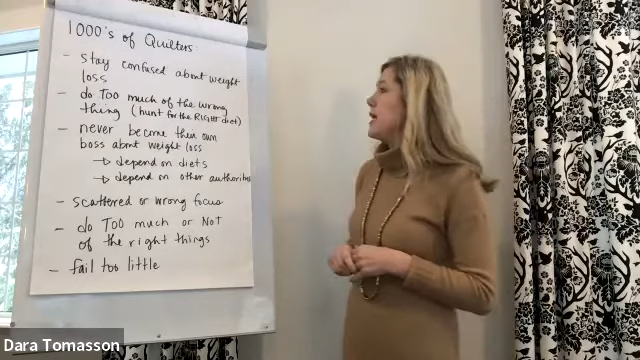 1000's of Quilters:
- stay confused about weight
loss
- do TOO much of the wrong
thing (hunt for the RIGHT diet)
- never become their own
boss about weight loss
→ depend on diets
→ depend on other authorities
- scattered or wrong focus
- do TOO much or NOT
of the right things
- fail too little
Dara Tomasson